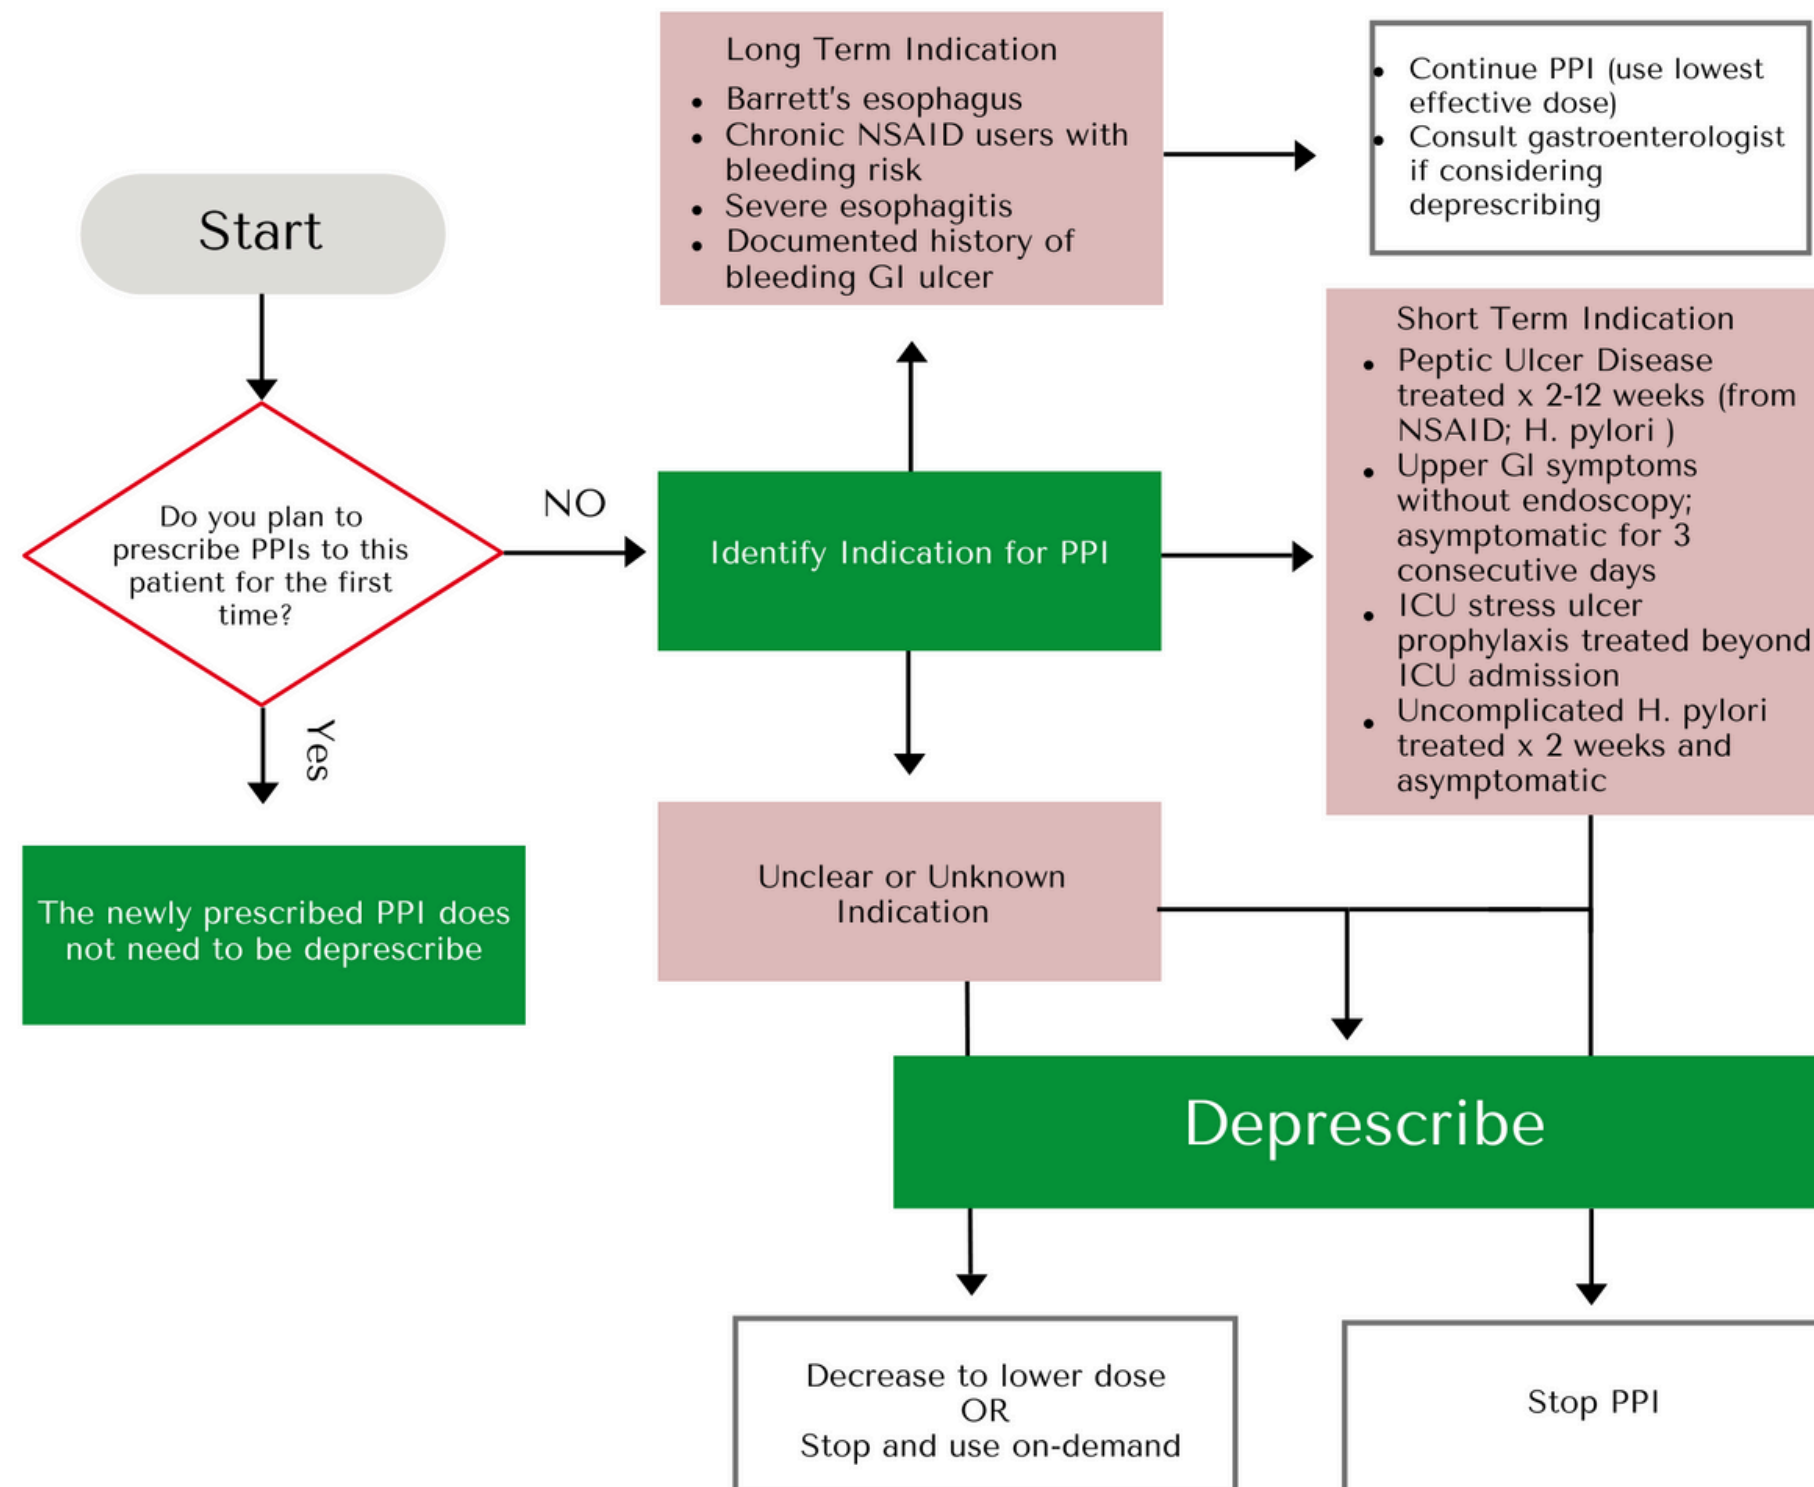 Start
Do you plan to
prescribe PPIs to this
patient for the first
time?
NO
Yes
The newly prescribed PPI does
not need to be deprescribe
Identify Indication for PPI
Long Term Indication
• Barrett's esophagus
• Chronic NSAID users with
bleeding risk
• Severe esophagitis
• Documented history of
bleeding GI ulcer
• Continue PPI (use lowest
effective dose)
• Consult gastroenterologist
if considering
deprescribing
Short Term Indication
• Peptic Ulcer Disease
treated x 2-12 weeks (from
NSAID; H. pylori )
• Upper GI symptoms
without endoscopy;
asymptomatic for 3
consecutive days
• ICU stress ulcer
prophylaxis treated beyond
ICU admission
• Uncomplicated H. pylori
treated x 2 weeks and
asymptomatic
Unclear or Unknown
Indication
Deprescribe
Decrease to lower dose
OR
Stop and use on-demand
Stop PPI